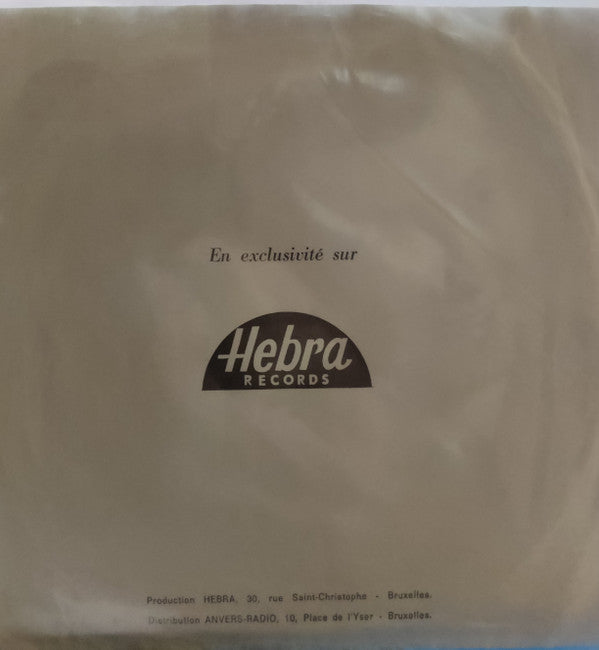 En exclusivité sur
Hebra
RECORDS
Production HEBRA, 30, rue Saint-Christophe - Bruxelles.
Distribution ANVERS-RADIO, 10, Place de l'Yser - Bruxelles.